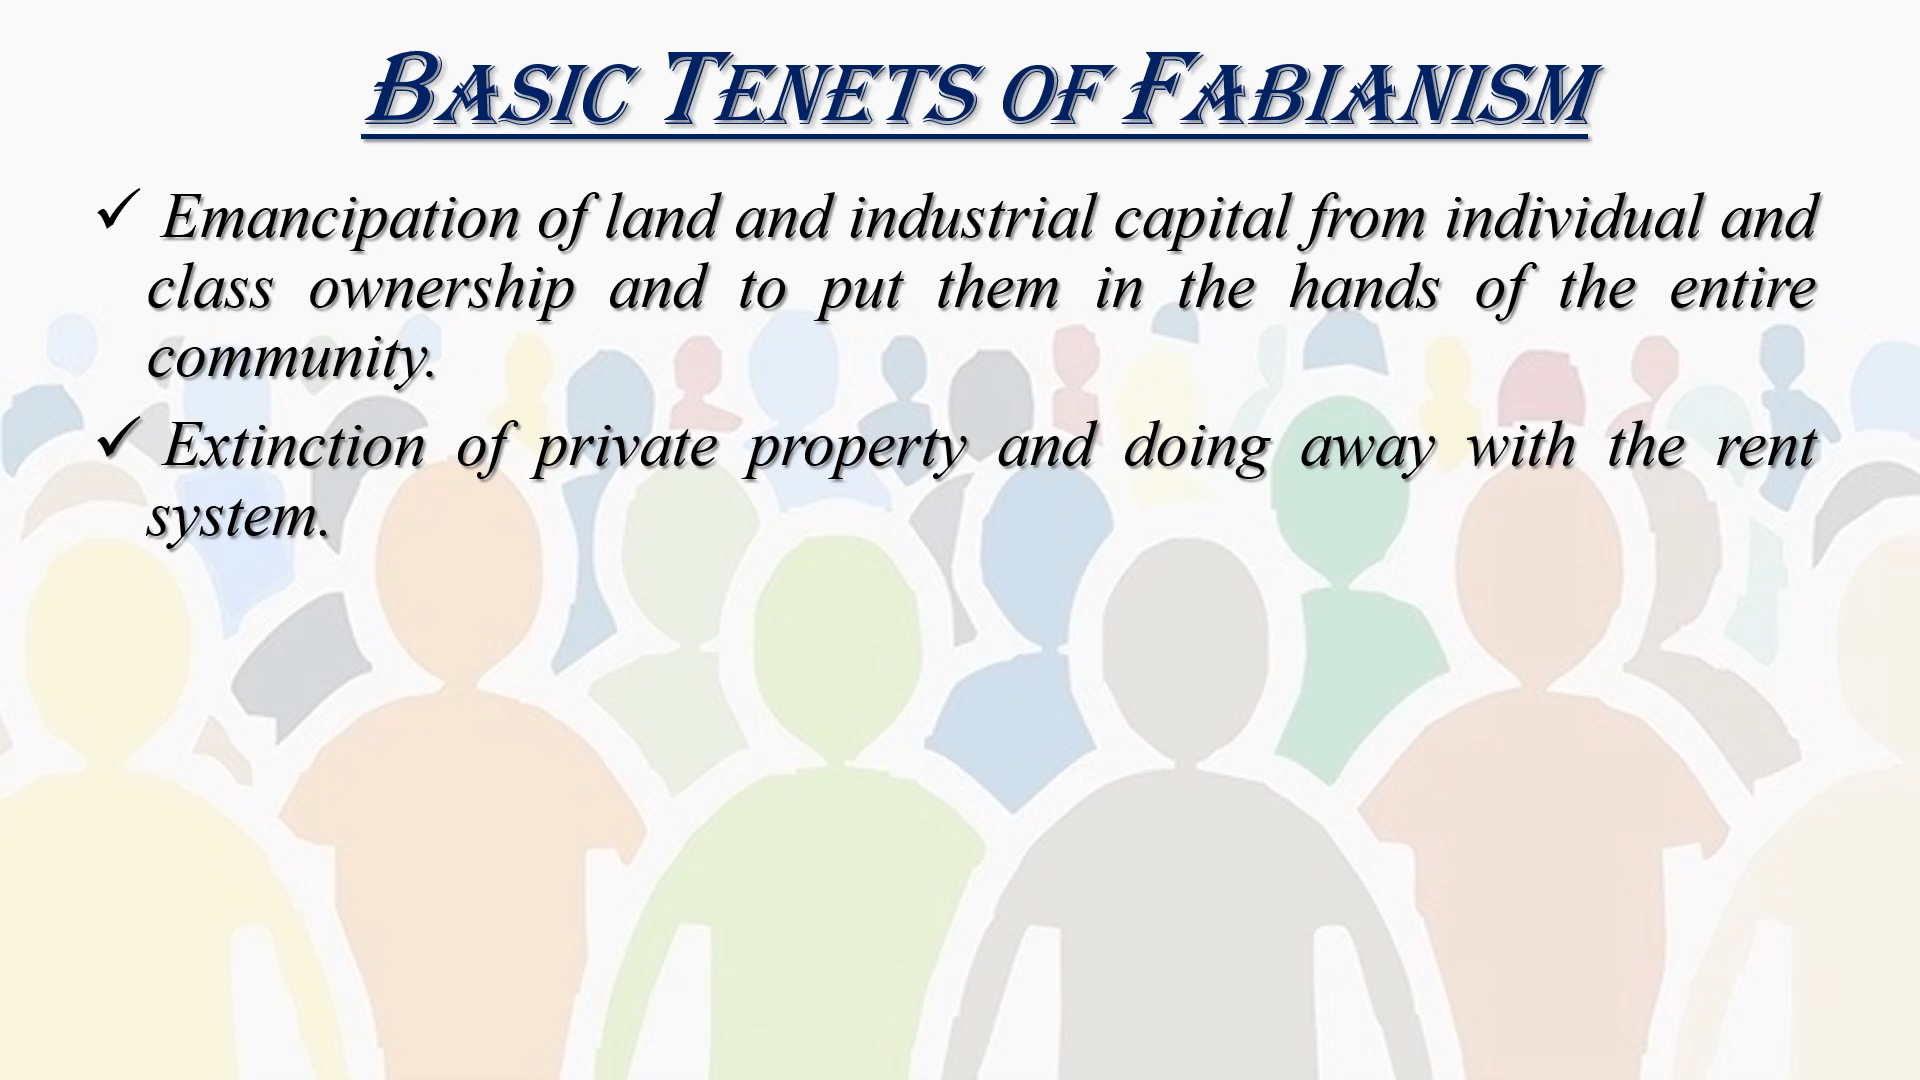 BASIC TENETS OF FABIANISM
✓ Emancipation of land and industrial capital from individual and
class ownership and to put them in the hands of the entire
community.
✓ Extinction of private property and doing away with the rent
system.